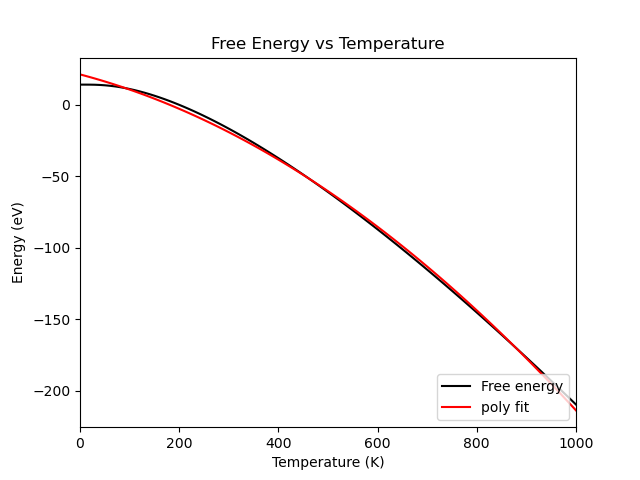 Free Energy vs Temperature
Energy (eV)
0
−50
−100
−150
−200
0
200
400
600
800
1000
Temperature (K)
Free energy
poly fit